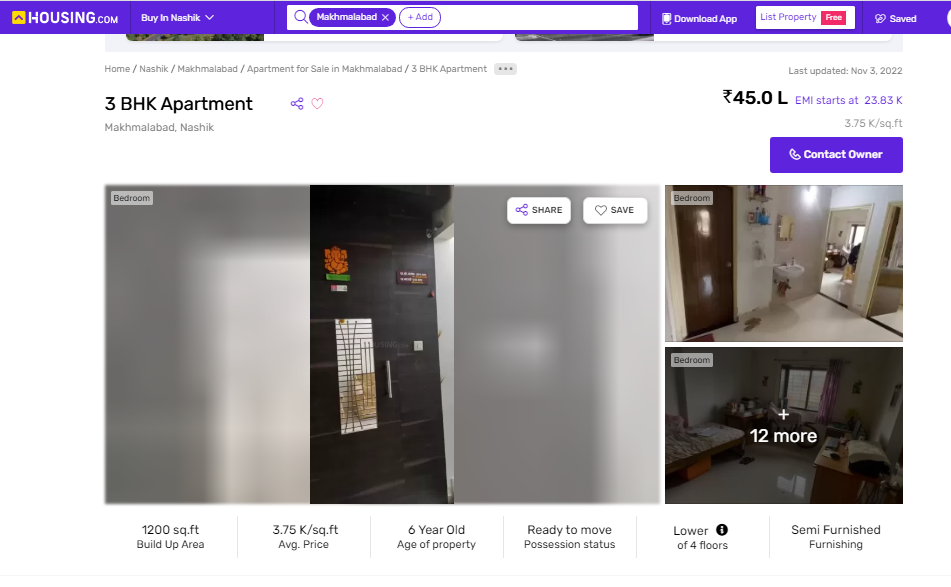 HOUSING.COM
Buy In Nashik
Makhmalabad
+ Add
Download App
List Property Free
Saved
Home / Nashik / Makhmalabad / Apartment for Sale in Makhmalabad / 3 BHK Apartment
Last updated: Nov 3, 2022
3 BHK Apartment
₹45.0 L EMI starts at 23.83 K
Makhmalabad, Nashik
3.75 K/sq.ft
Contact Owner
Bedroom
SHARE
SAVE
Bedroom
Bedroom
+
12 more
1200 sq.ft
Build Up Area
3.75 K/sq.ft
Avg. Price
6 Year Old
Age of property
Ready to move
Possession status
Lower
of 4 floors
Semi Furnished
Furnishing